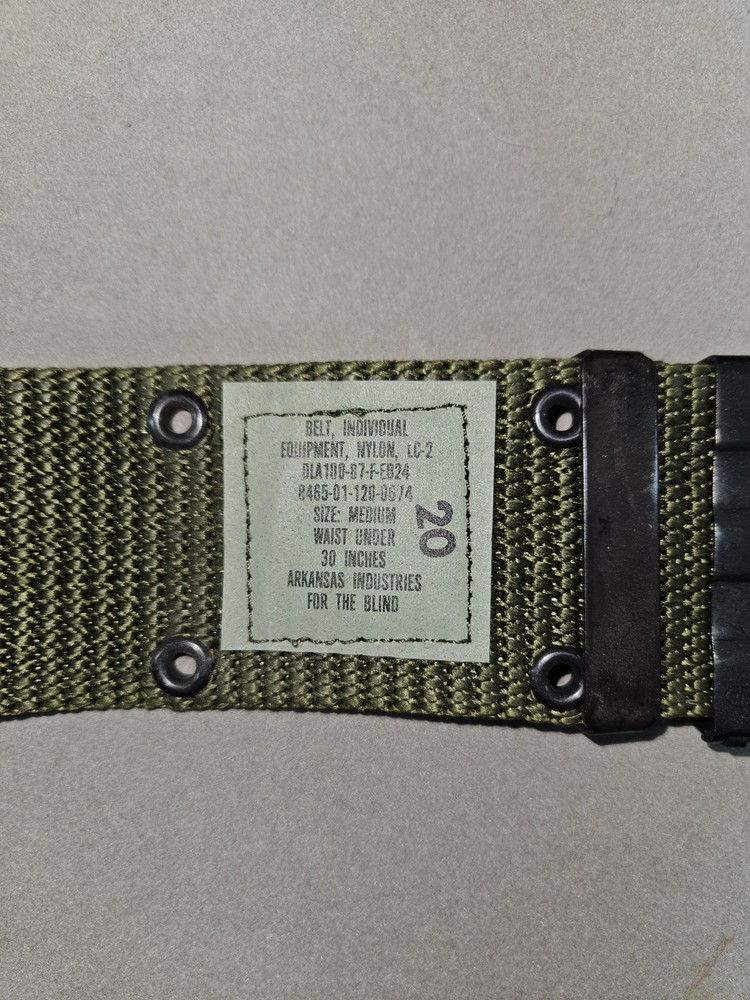 BELT, INDIVIDUAL
EQUIPMENT, NYLON, LC-2
DLA100-87-F-EB24
8465-01-120-0674
SIZE: MEDIUM
WAIST UNDER
30 INCHES
ARKANSAS INDUSTRIES
FOR THE BLIND
20